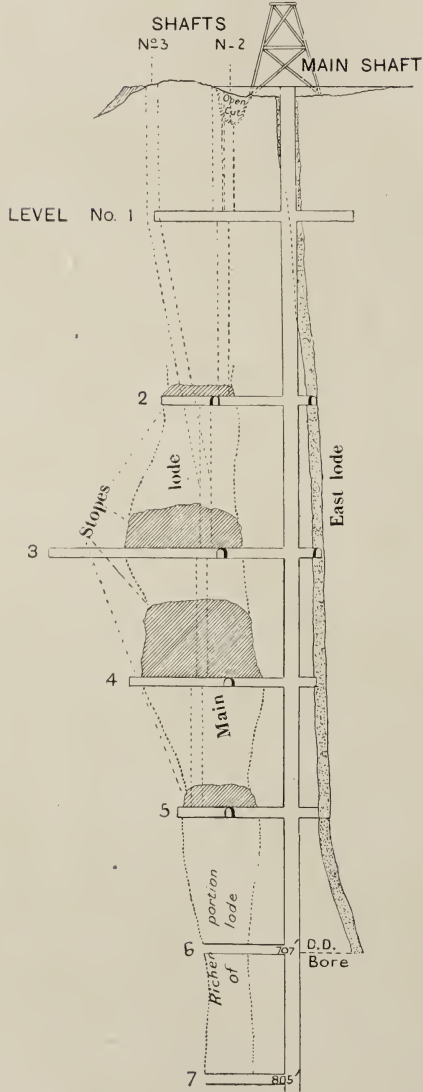 SHAFTS
Nº3 N-2
MAIN SHAFT
Open
Cut
LEVEL No. 1
2
lode
Stopes
East lode
3
4
Main
5
portion
lode
6 707' D.D.
Bore
Richer
of
7 805'